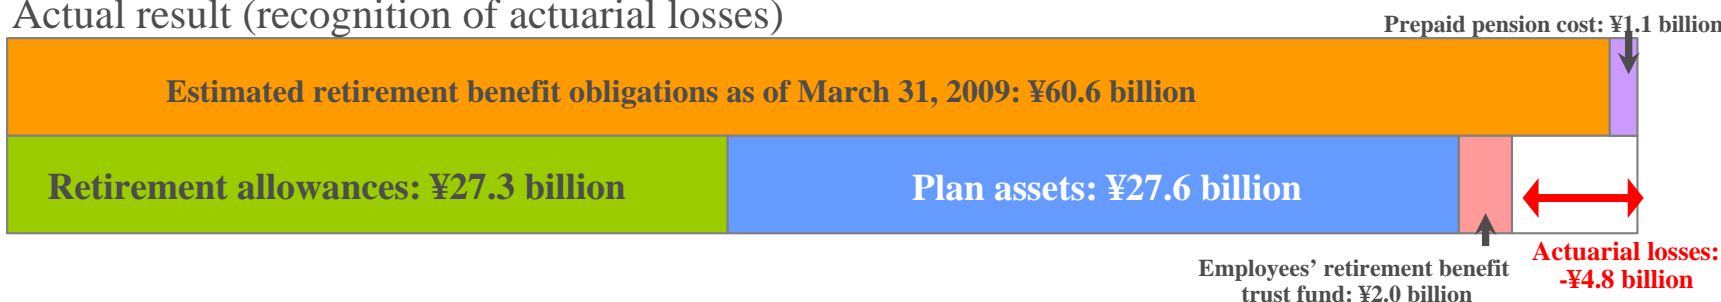 Actual result (recognition of actuarial losses)
Prepaid pension cost: ¥1.1 billion
Estimated retirement benefit obligations as of March 31, 2009: ¥60.6 billion
Retirement allowances: ¥27.3 billion
Plan assets: ¥27.6 billion
Employees’ retirement benefit
trust fund: ¥2.0 billion
Actuarial losses:
-¥4.8 billion